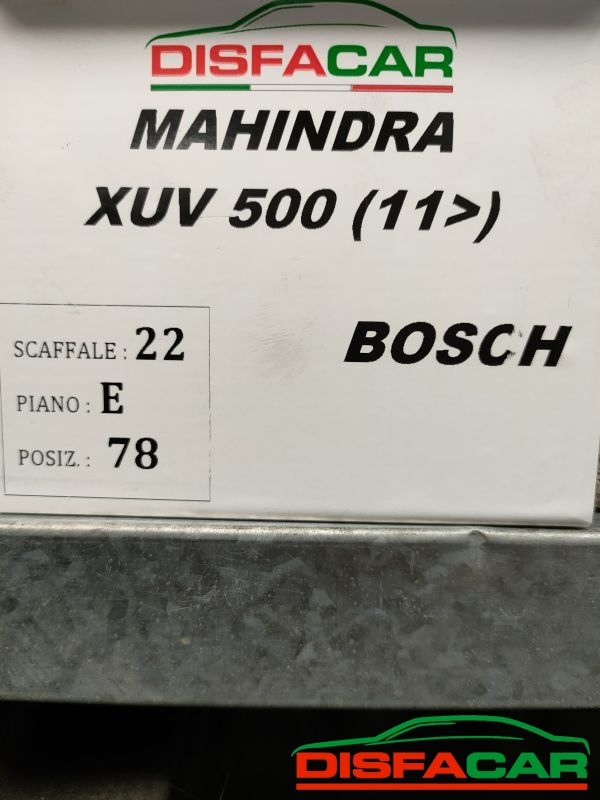 DISFACAR
MAHINDRA
XUV 500 (11>)
BOSCH
SCAFFALE : 22
PIANO : E
POSIZ. : 78
DISFACAR